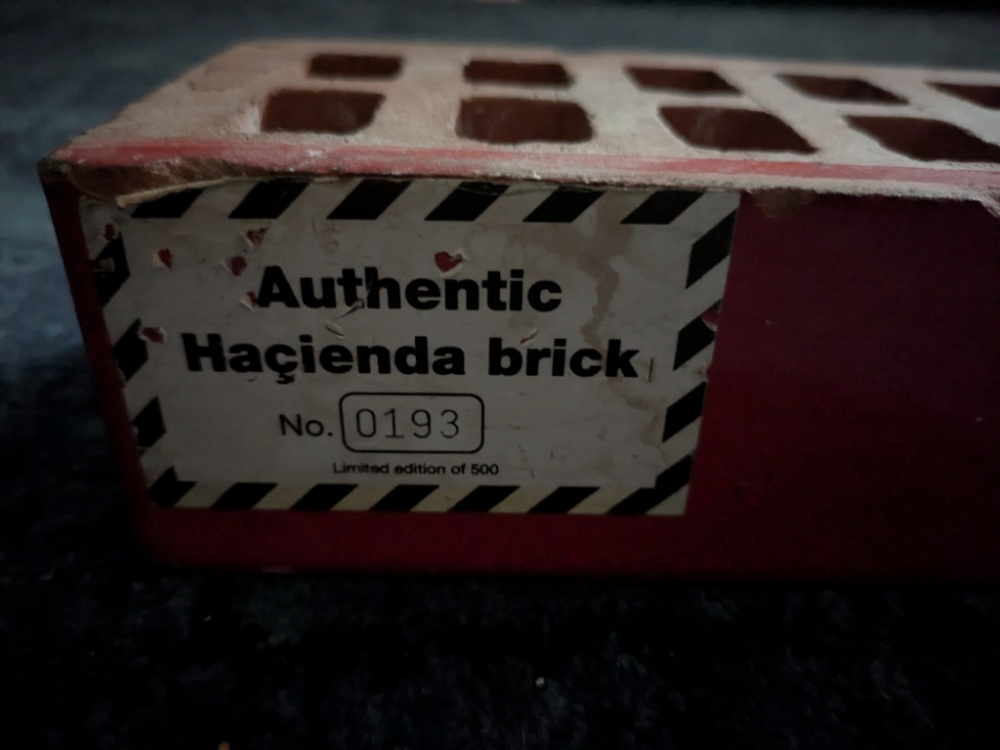 Authentic
Haçienda brick
No. 0193
Limited edition of 500